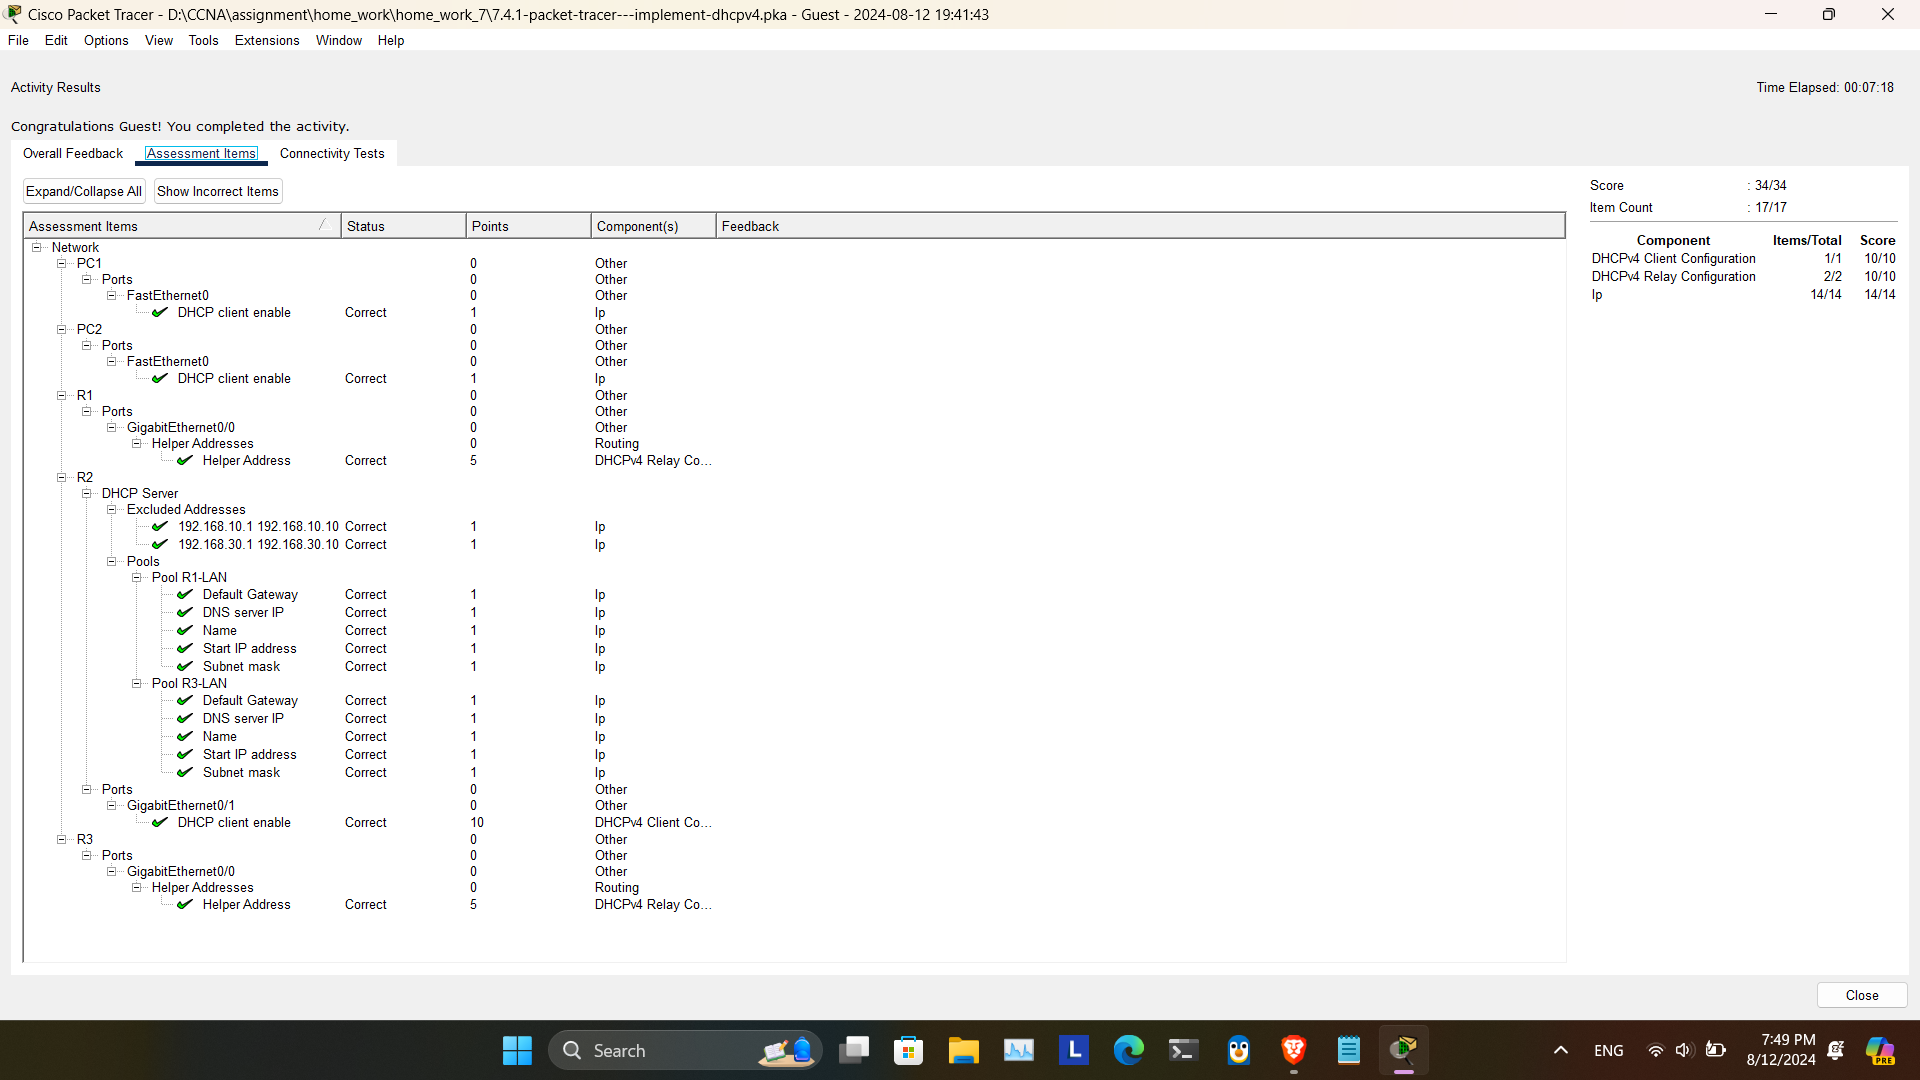 Cisco Packet Tracer - D:\CCNA\assignment\home_work\home_work_7\7.4.1-packet-tracer---implement-dhcpv4.pka - Guest - 2024-08-12 19:41:43
File Edit Options View Tools Extensions Window Help
Activity Results Time Elapsed: 00:07:18
Congratulations Guest! You completed the activity.
Overall Feedback Assessment Items Connectivity Tests
Expand/Collapse All Show Incorrect Items
Assessment Items Status Points Component(s) Feedback
Network
PC1 0 Other
Ports 0 Other
FastEthernet0 0 Other
DHCP client enable Correct 1 Ip
PC2 0 Other
Ports 0 Other
FastEthernet0 0 Other
DHCP client enable Correct 1 Ip
R1 0 Other
Ports 0 Other
GigabitEthernet0/0 0 Other
Helper Addresses 0 Routing
Helper Address Correct 5 DHCPv4 Relay Co...
R2
DHCP Server
Excluded Addresses
192.168.10.1 192.168.10.10 Correct 1 Ip
192.168.30.1 192.168.30.10 Correct 1 Ip
Pools
Pool R1-LAN
Default Gateway Correct 1 Ip
DNS server IP Correct 1 Ip
Name Correct 1 Ip
Start IP address Correct 1 Ip
Subnet mask Correct 1 Ip
Pool R3-LAN
Default Gateway Correct 1 Ip
DNS server IP Correct 1 Ip
Name Correct 1 Ip
Start IP address Correct 1 Ip
Subnet mask Correct 1 Ip
Ports 0 Other
GigabitEthernet0/1 0 Other
DHCP client enable Correct 10 DHCPv4 Client Co...
R3 0 Other
Ports 0 Other
GigabitEthernet0/0 0 Other
Helper Addresses 0 Routing
Helper Address Correct 5 DHCPv4 Relay Co...
Score : 34/34
Item Count : 17/17
Component Items/Total Score
DHCPv4 Client Configuration 1/1 10/10
DHCPv4 Relay Configuration 2/2 10/10
Ip 14/14 14/14
Close
Search
L
ENG
7:49 PM
8/12/2024
PRE